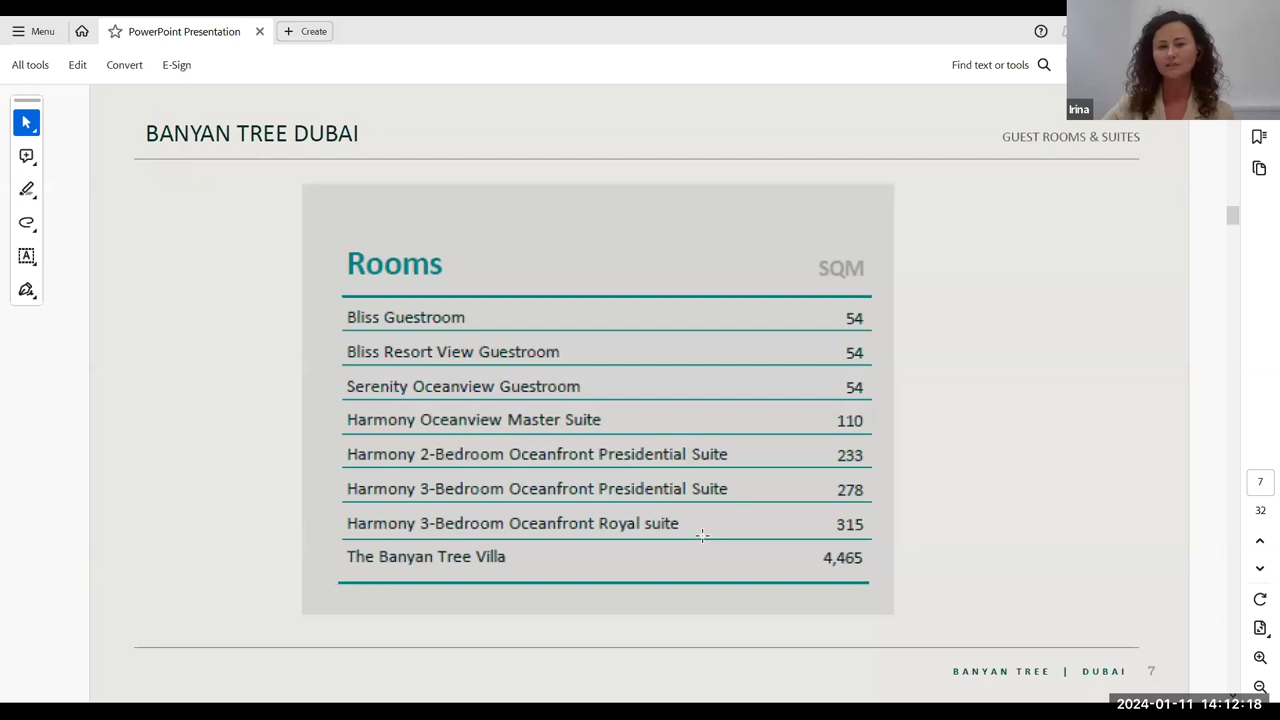 Menu
PowerPoint Presentation
Create
All tools
Edit
Convert
E-Sign
Find text or tools
Irina
BANYAN TREE DUBAI
GUEST ROOMS & SUITES
Rooms SQM
Bliss Guestroom 54
Bliss Resort View Guestroom 54
Serenity Oceanview Guestroom 54
Harmony Oceanview Master Suite 110
Harmony 2-Bedroom Oceanfront Presidential Suite 233
Harmony 3-Bedroom Oceanfront Presidential Suite 278
Harmony 3-Bedroom Oceanfront Royal suite 315
The Banyan Tree Villa 4,465
7
32
BANYAN TREE | DUBAI 7
2024-01-11 14:12:18